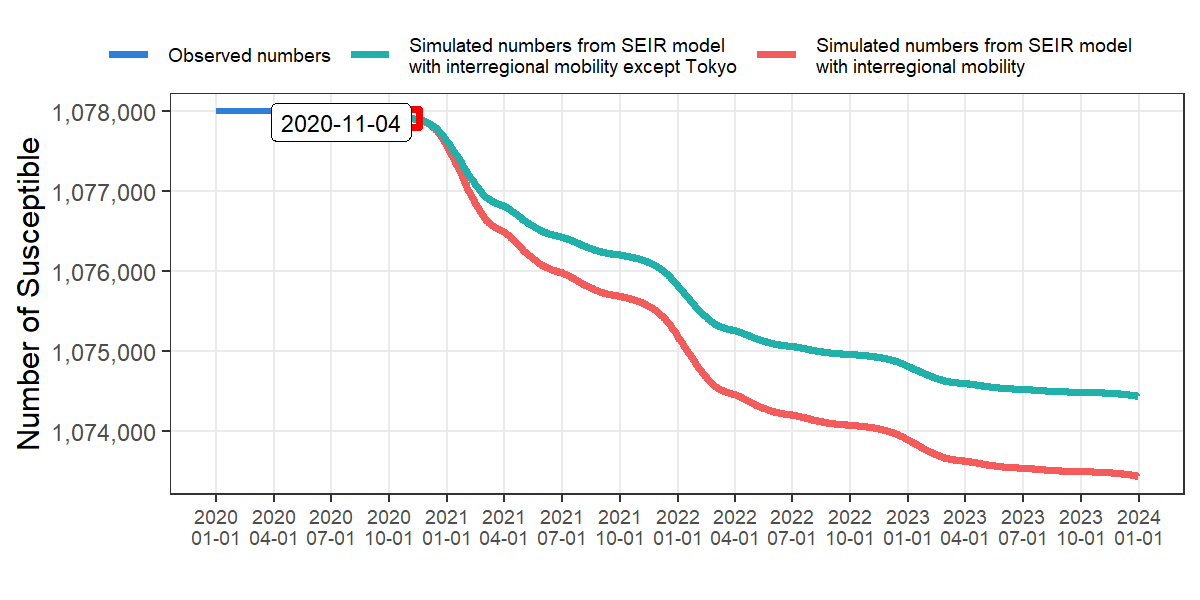 Observed numbers
Simulated numbers from SEIR model
with interregional mobility except Tokyo
Simulated numbers from SEIR model
with interregional mobility
Number of Susceptible
1,078,000
1,077,000
1,076,000
1,075,000
1,074,000
2020-11-04
2020 2020 2020 2020 2021 2021 2021 2021 2022 2022 2022 2022 2023 2023 2023 2023 2024
01-01 04-01 07-01 10-01 01-01 04-01 07-01 10-01 01-01 04-01 07-01 10-01 01-01 04-01 07-01 10-01 01-01